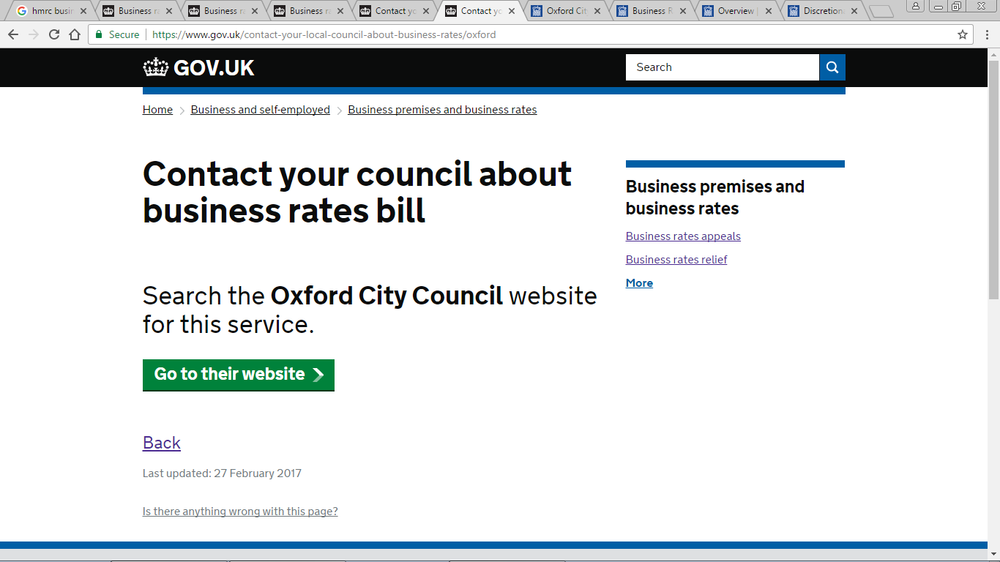 hmrc busin
Business ra
Business ra
Business ra
Contact yo
Contact yo
Oxford Cit
Business R
Overview |
Discretiona
Secure
https://www.gov.uk/contact-your-local-council-about-business-rates/oxford
GOV.UK
Search
Home
Business and self-employed
Business premises and business rates
Contact your council about
business rates bill
Search the Oxford City Council website
for this service.
Go to their website
Back
Last updated: 27 February 2017
Is there anything wrong with this page?
Business premises and
business rates
Business rates appeals
Business rates relief
More